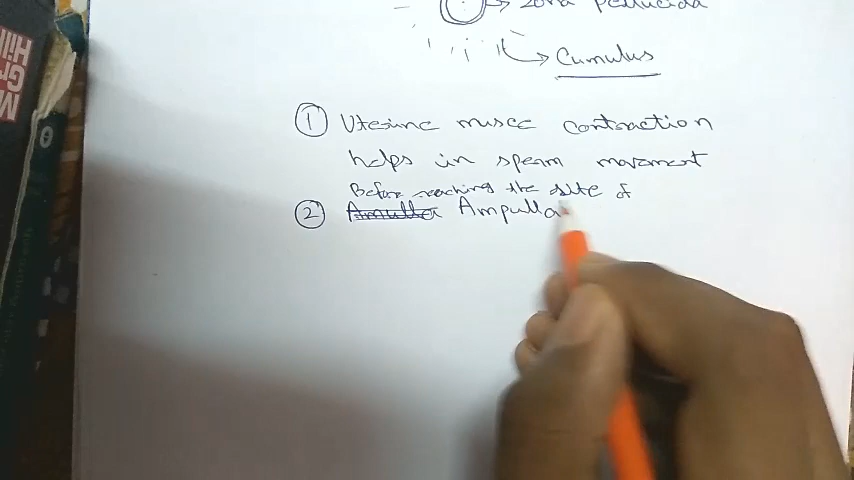 Zona pellucida
Cumulus
① Uterine muscle contraction
helps in sperm movement
Before reaching the site of
② Ampulla